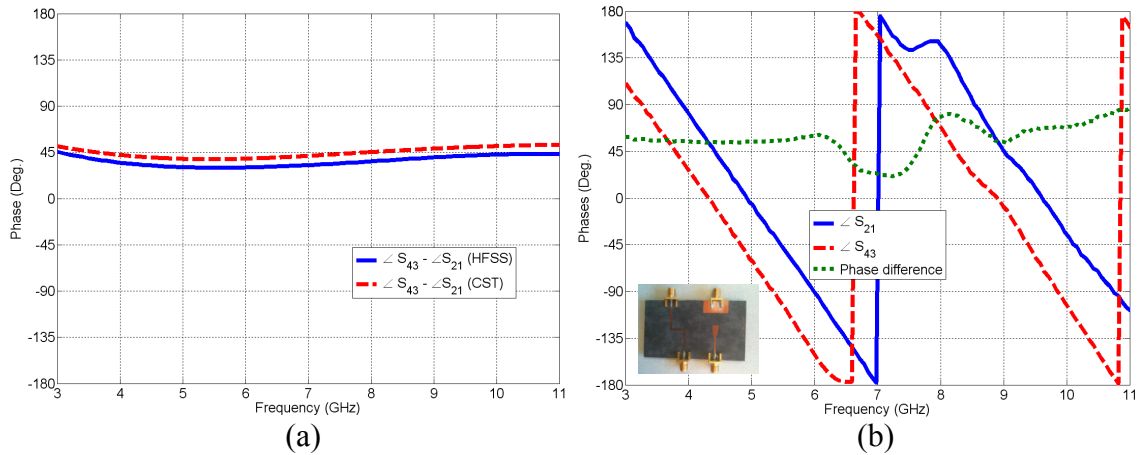 180
135
90
45
0
-45
-90
-135
-180
Phase (Deg.)
∠ S43 - ∠S21 (HFSS)
∠ S43 - ∠S21 (CST)
3 4 5 6 7 8 9 10 11
Frequency (GHz)
(a)
180
135
90
45
0
-45
-90
-135
-180
Phases (Deg.)
∠ S21
∠ S43
Phase difference
3 4 5 6 7 8 9 10 11
Frequency (GHz)
(b)